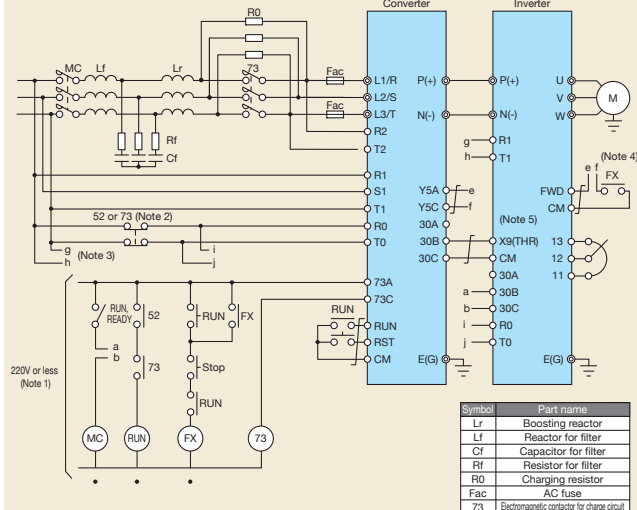 Converter
Inverter
R0
MC Lf Lr 73 Fac
L1/R P(+) P(+) U
L2/S V M
Fac
L3/T N(-) N(-) W
R2
Rf
Cf
T2
g R1
h T1
(Note 4)
e f FX
R1
S1 Y5A e FWD
T1 Y5C f CM
52 or 73 (Note 2)
R0 30A (Note 5)
T0 30B X9(THR) 13
g (Note 3) i
h j
30C CM 12
30A 11
73A a 30B
73C b 30C
RUN
RUN i R0
RST j T0
CM E(G) E(G)
RUN, READY 52 RUN FX
a
b
73 Stop
RUN
220V or less
(Note 1)
MC RUN FX 73
Symbol Part name
Lr Boosting reactor
Lf Reactor for filter
Cf Capacitor for filter
Rf Resistor for filter
R0 Charging resistor
Fac AC fuse
73 Electromagnetic contactor for charge circuit